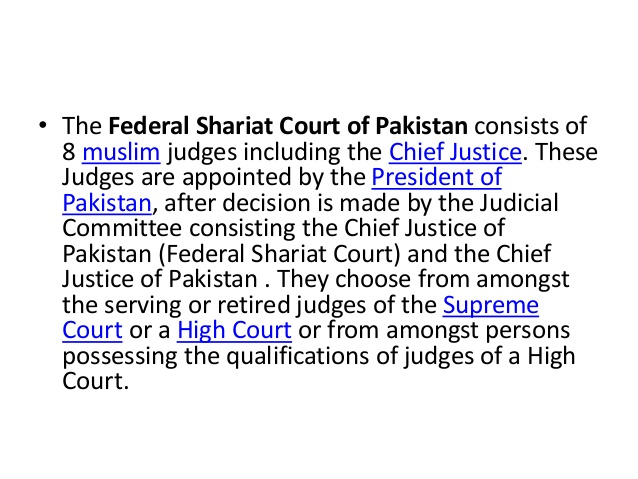 • The Federal Shariat Court of Pakistan consists of
8 muslim judges including the Chief Justice. These
Judges are appointed by the President of
Pakistan, after decision is made by the Judicial
Committee consisting the Chief Justice of
Pakistan (Federal Shariat Court) and the Chief
Justice of Pakistan . They choose from amongst
the serving or retired judges of the Supreme
Court or a High Court or from amongst persons
possessing the qualifications of judges of a High
Court.